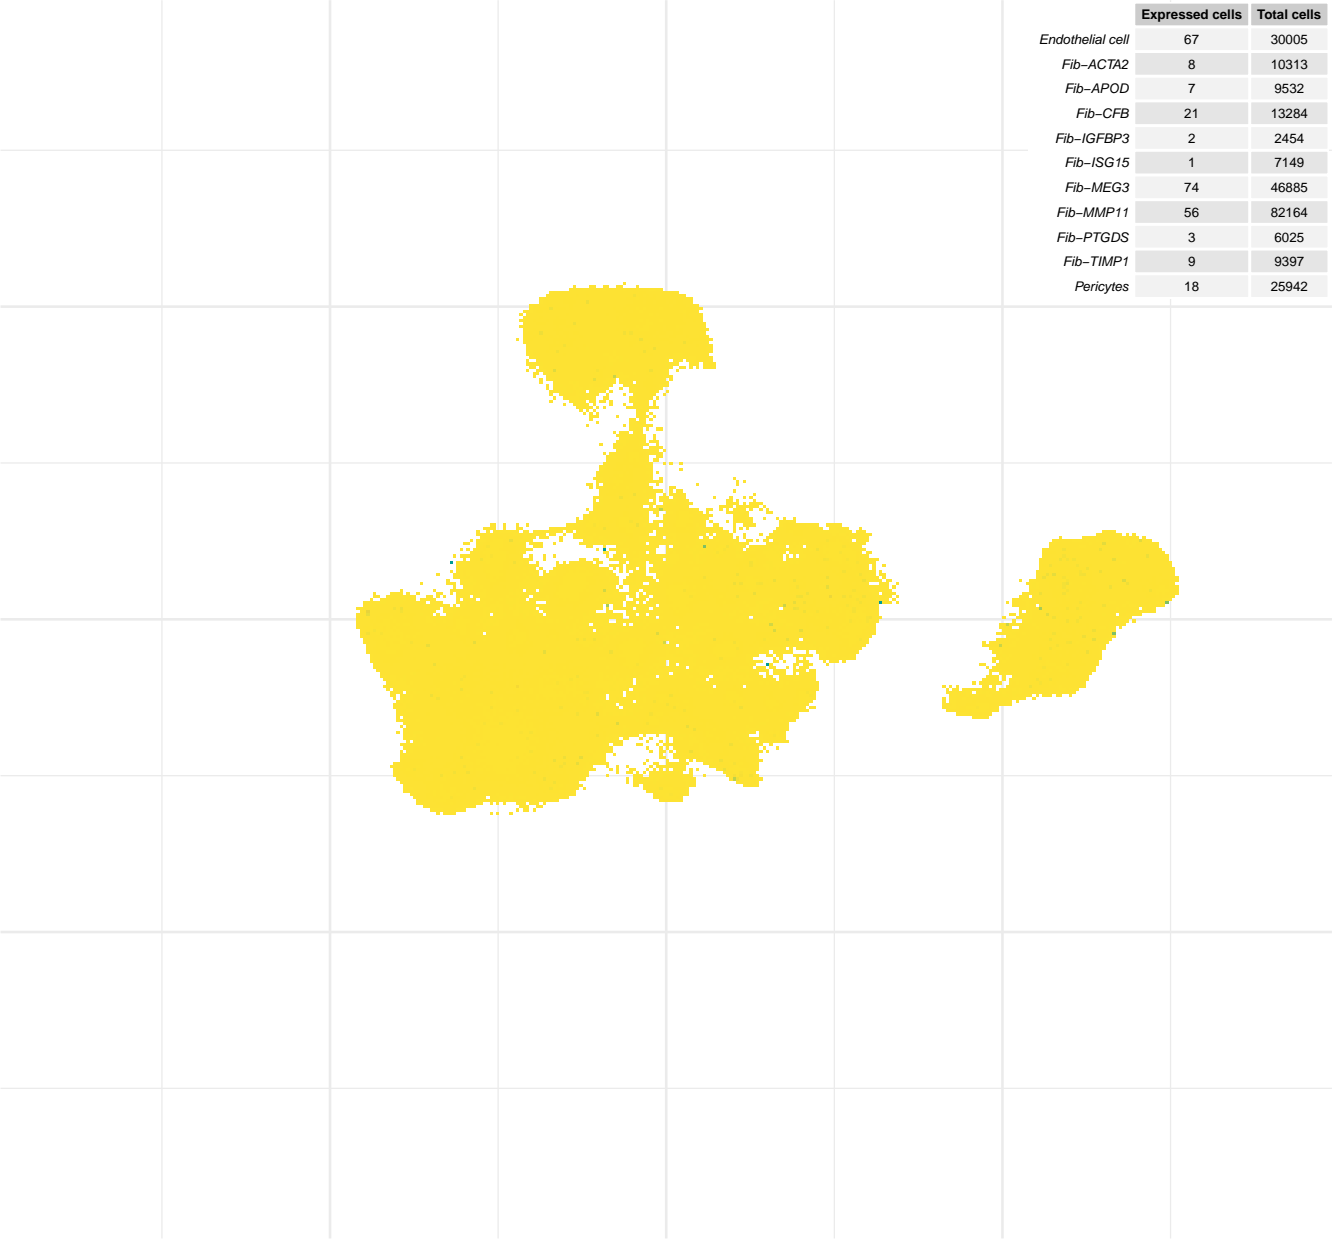 Expressed cells Total cells
Endothelial cell 67 30005
Fib−ACTA2 8 10313
Fib−APOD 7 9532
Fib−CFB 21 13284
Fib−IGFBP3 2 2454
Fib−ISG15 1 7149
Fib−MEG3 74 46885
Fib−MMP11 56 82164
Fib−PTGDS 3 6025
Fib−TIMP1 9 9397
Pericytes 18 25942